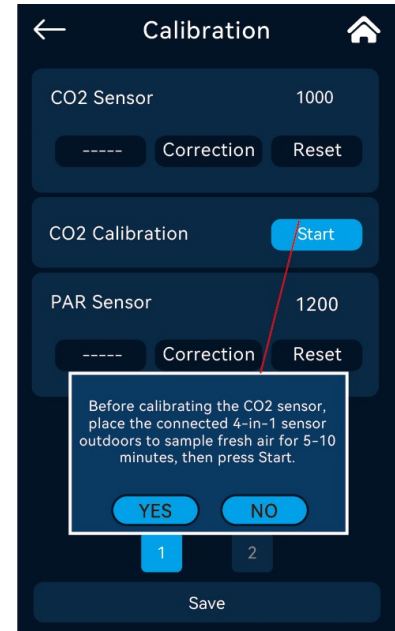 Calibration
CO2 Sensor 1000
----- Correction Reset
CO2 Calibration Start
PAR Sensor 1200
----- Correction Reset
Before calibrating the CO2 sensor,
place the connected 4-in-1 sensor
outdoors to sample fresh air for 5-10
minutes, then press Start.
YES NO
1 2
Save